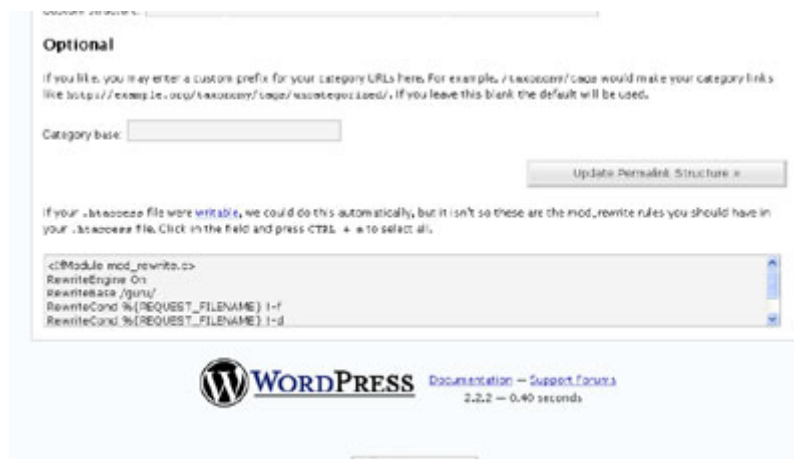 Custom structure:
Optional
If you like, you may enter a custom prefix for your category URLs here. For example, /taxonomy/tags would make your category links
like http://example.org/taxonomy/tags/uncategorized/. If you leave this blank the default will be used.
Category base:
Update Permalink Structure »
If your .htaccess file were writable, we could do this automatically, but it isn't so these are the mod_rewrite rules you should have in
your .htaccess file. Click in the field and press CTRL + a to select all.
<IfModule mod_rewrite.c>
RewriteEngine On
RewriteBase /guru/
RewriteCond %{REQUEST_FILENAME} !-f
RewriteCond %{REQUEST_FILENAME} !-d
WORDPRESS
Documentation — Support Forums
2.2.2 — 0.40 seconds